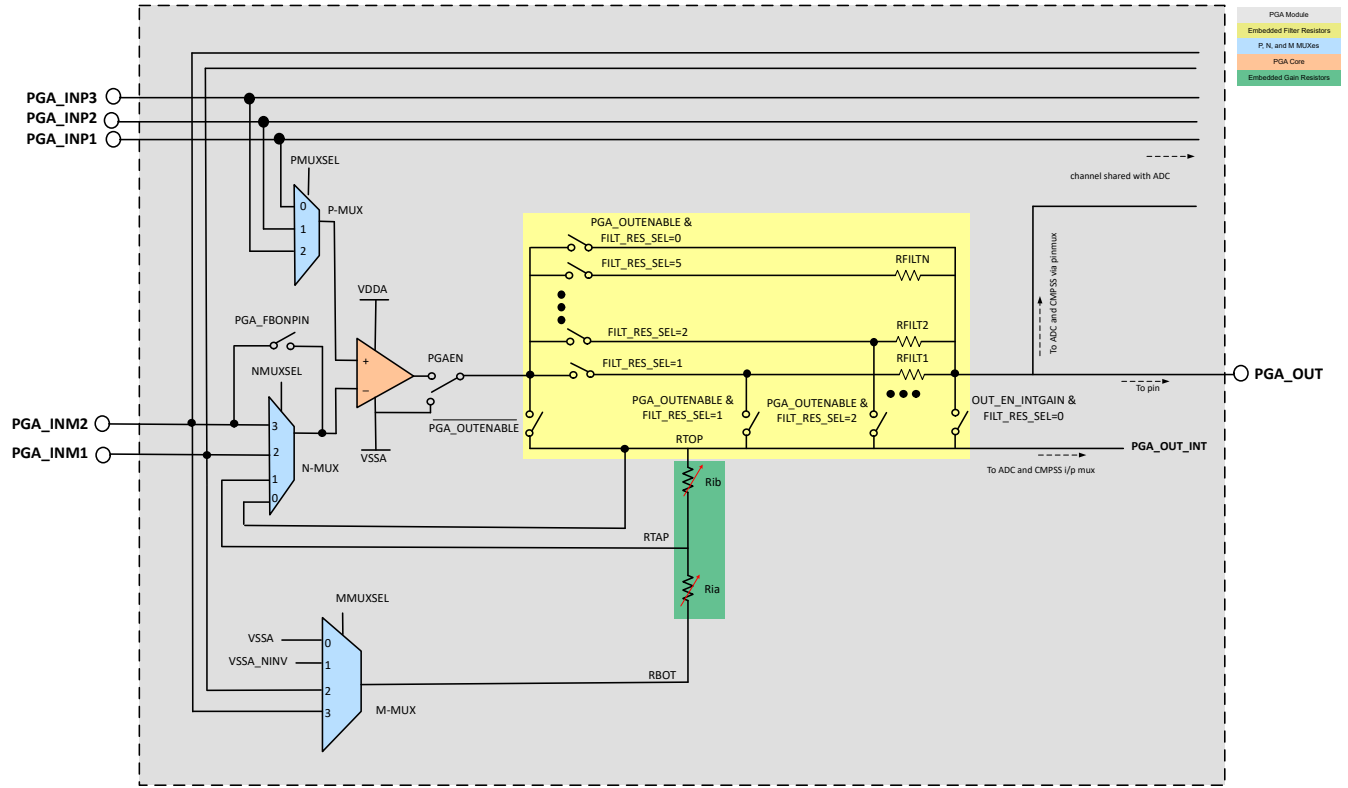 PGA Module
Embedded Filter Resistors
P, N, and M MUXes
PGA Core
Embedded Gain Resistors
PGA_INP3
PGA_INP2
PGA_INP1
channel shared with ADC
PMUXSEL
P-MUX
0
1
2
PGA_OUTENABLE &
FILT_RES_SEL=0
FILT_RES_SEL=5
RFILTN
To ADC and CMPSS via pinmux
VDDA
PGA_FBONPIN
FILT_RES_SEL=2
RFILT2
PGAEN
FILT_RES_SEL=1
RFILT1
NMUXSEL
+
–
PGA_OUT
To pin
PGA_OUTENABLE &
FILT_RES_SEL=1
PGA_OUTENABLE &
FILT_RES_SEL=2
OUT_EN_INTGAIN &
FILT_RES_SEL=0
PGA_INM2
PGA_INM1
3
2
1
0
N-MUX
PGA_OUTENABLE
VSSA
RTOP
PGA_OUT_INT
To ADC and CMPSS i/p mux
Rib
RTAP
Ria
MMUXSEL
VSSA
VSSA_NINV
0
1
2
3
RBOT
M-MUX